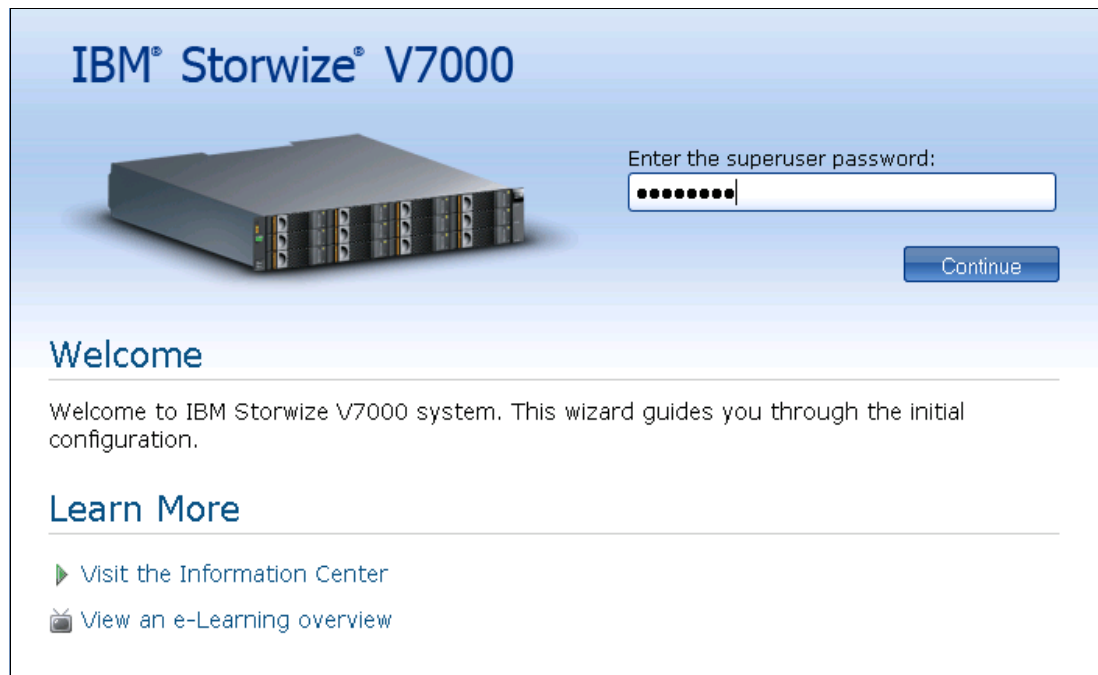 IBM® Storwize® V7000
Enter the superuser password:
••••••••
Continue
Welcome
Welcome to IBM Storwize V7000 system. This wizard guides you through the initial
configuration.
Learn More
Visit the Information Center
View an e-Learning overview